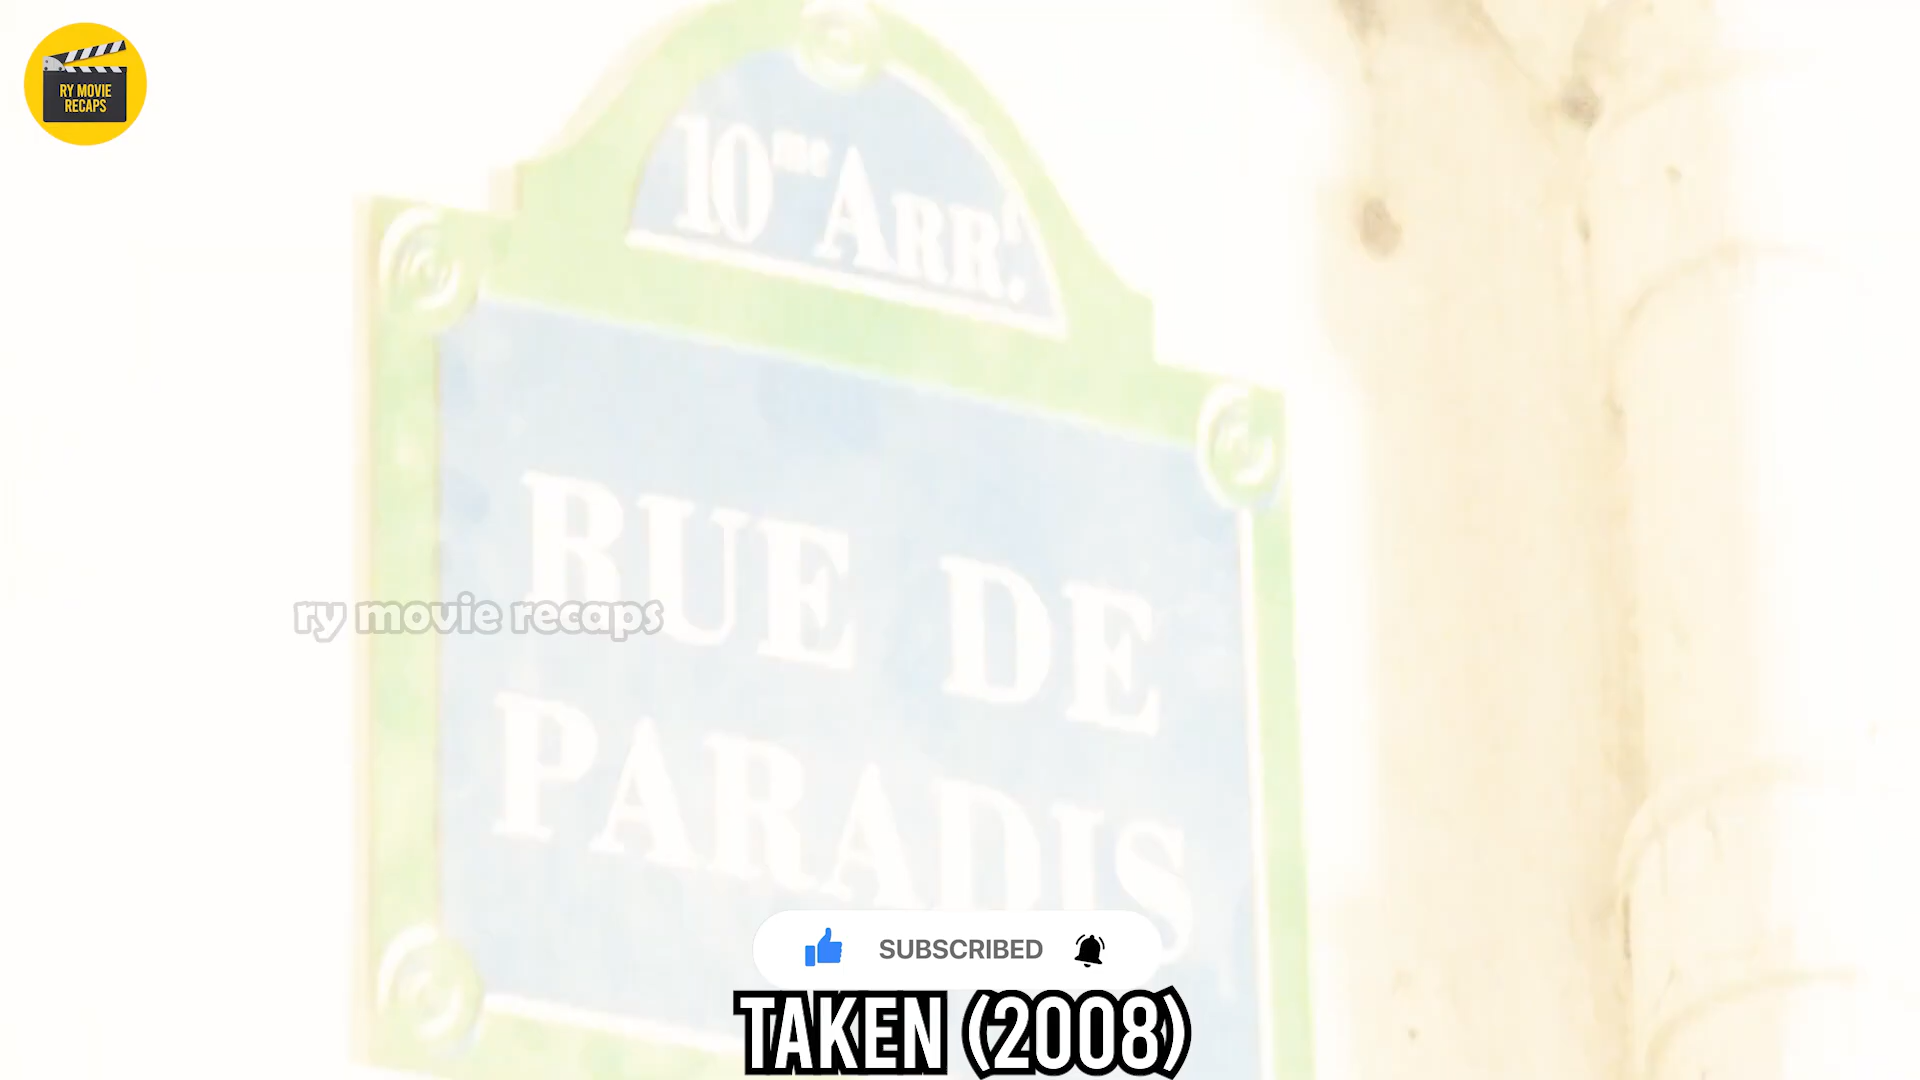 RY MOVIE
RECAPS
10me ARRt.
RUE DE
ry movie recaps
PARADIS
SUBSCRIBED
TAKEN (2008)